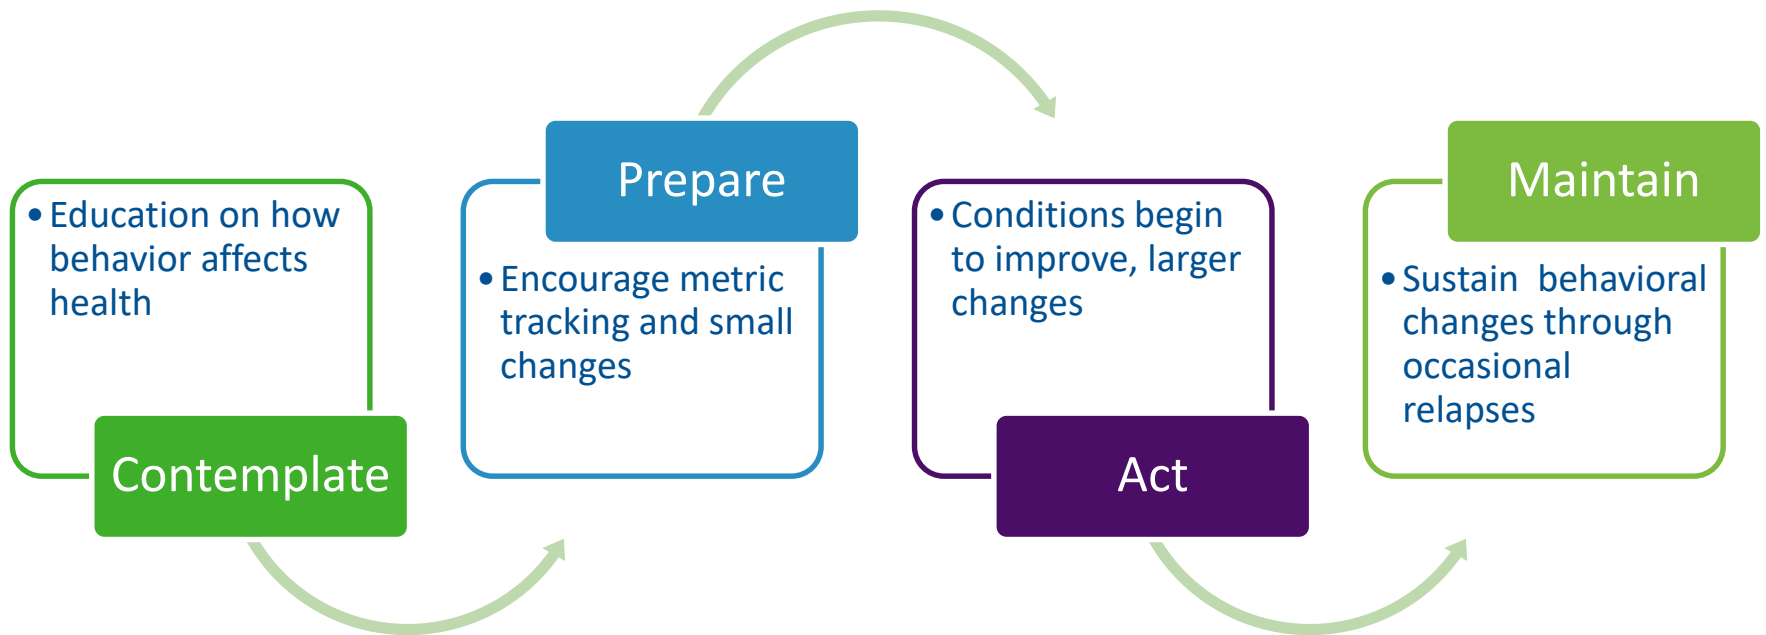 • Education on how
behavior affects
health
Contemplate
Prepare
• Encourage metric
tracking and small
changes
• Conditions begin
to improve, larger
changes
Act
Maintain
• Sustain  behavioral
changes through
occasional
relapses